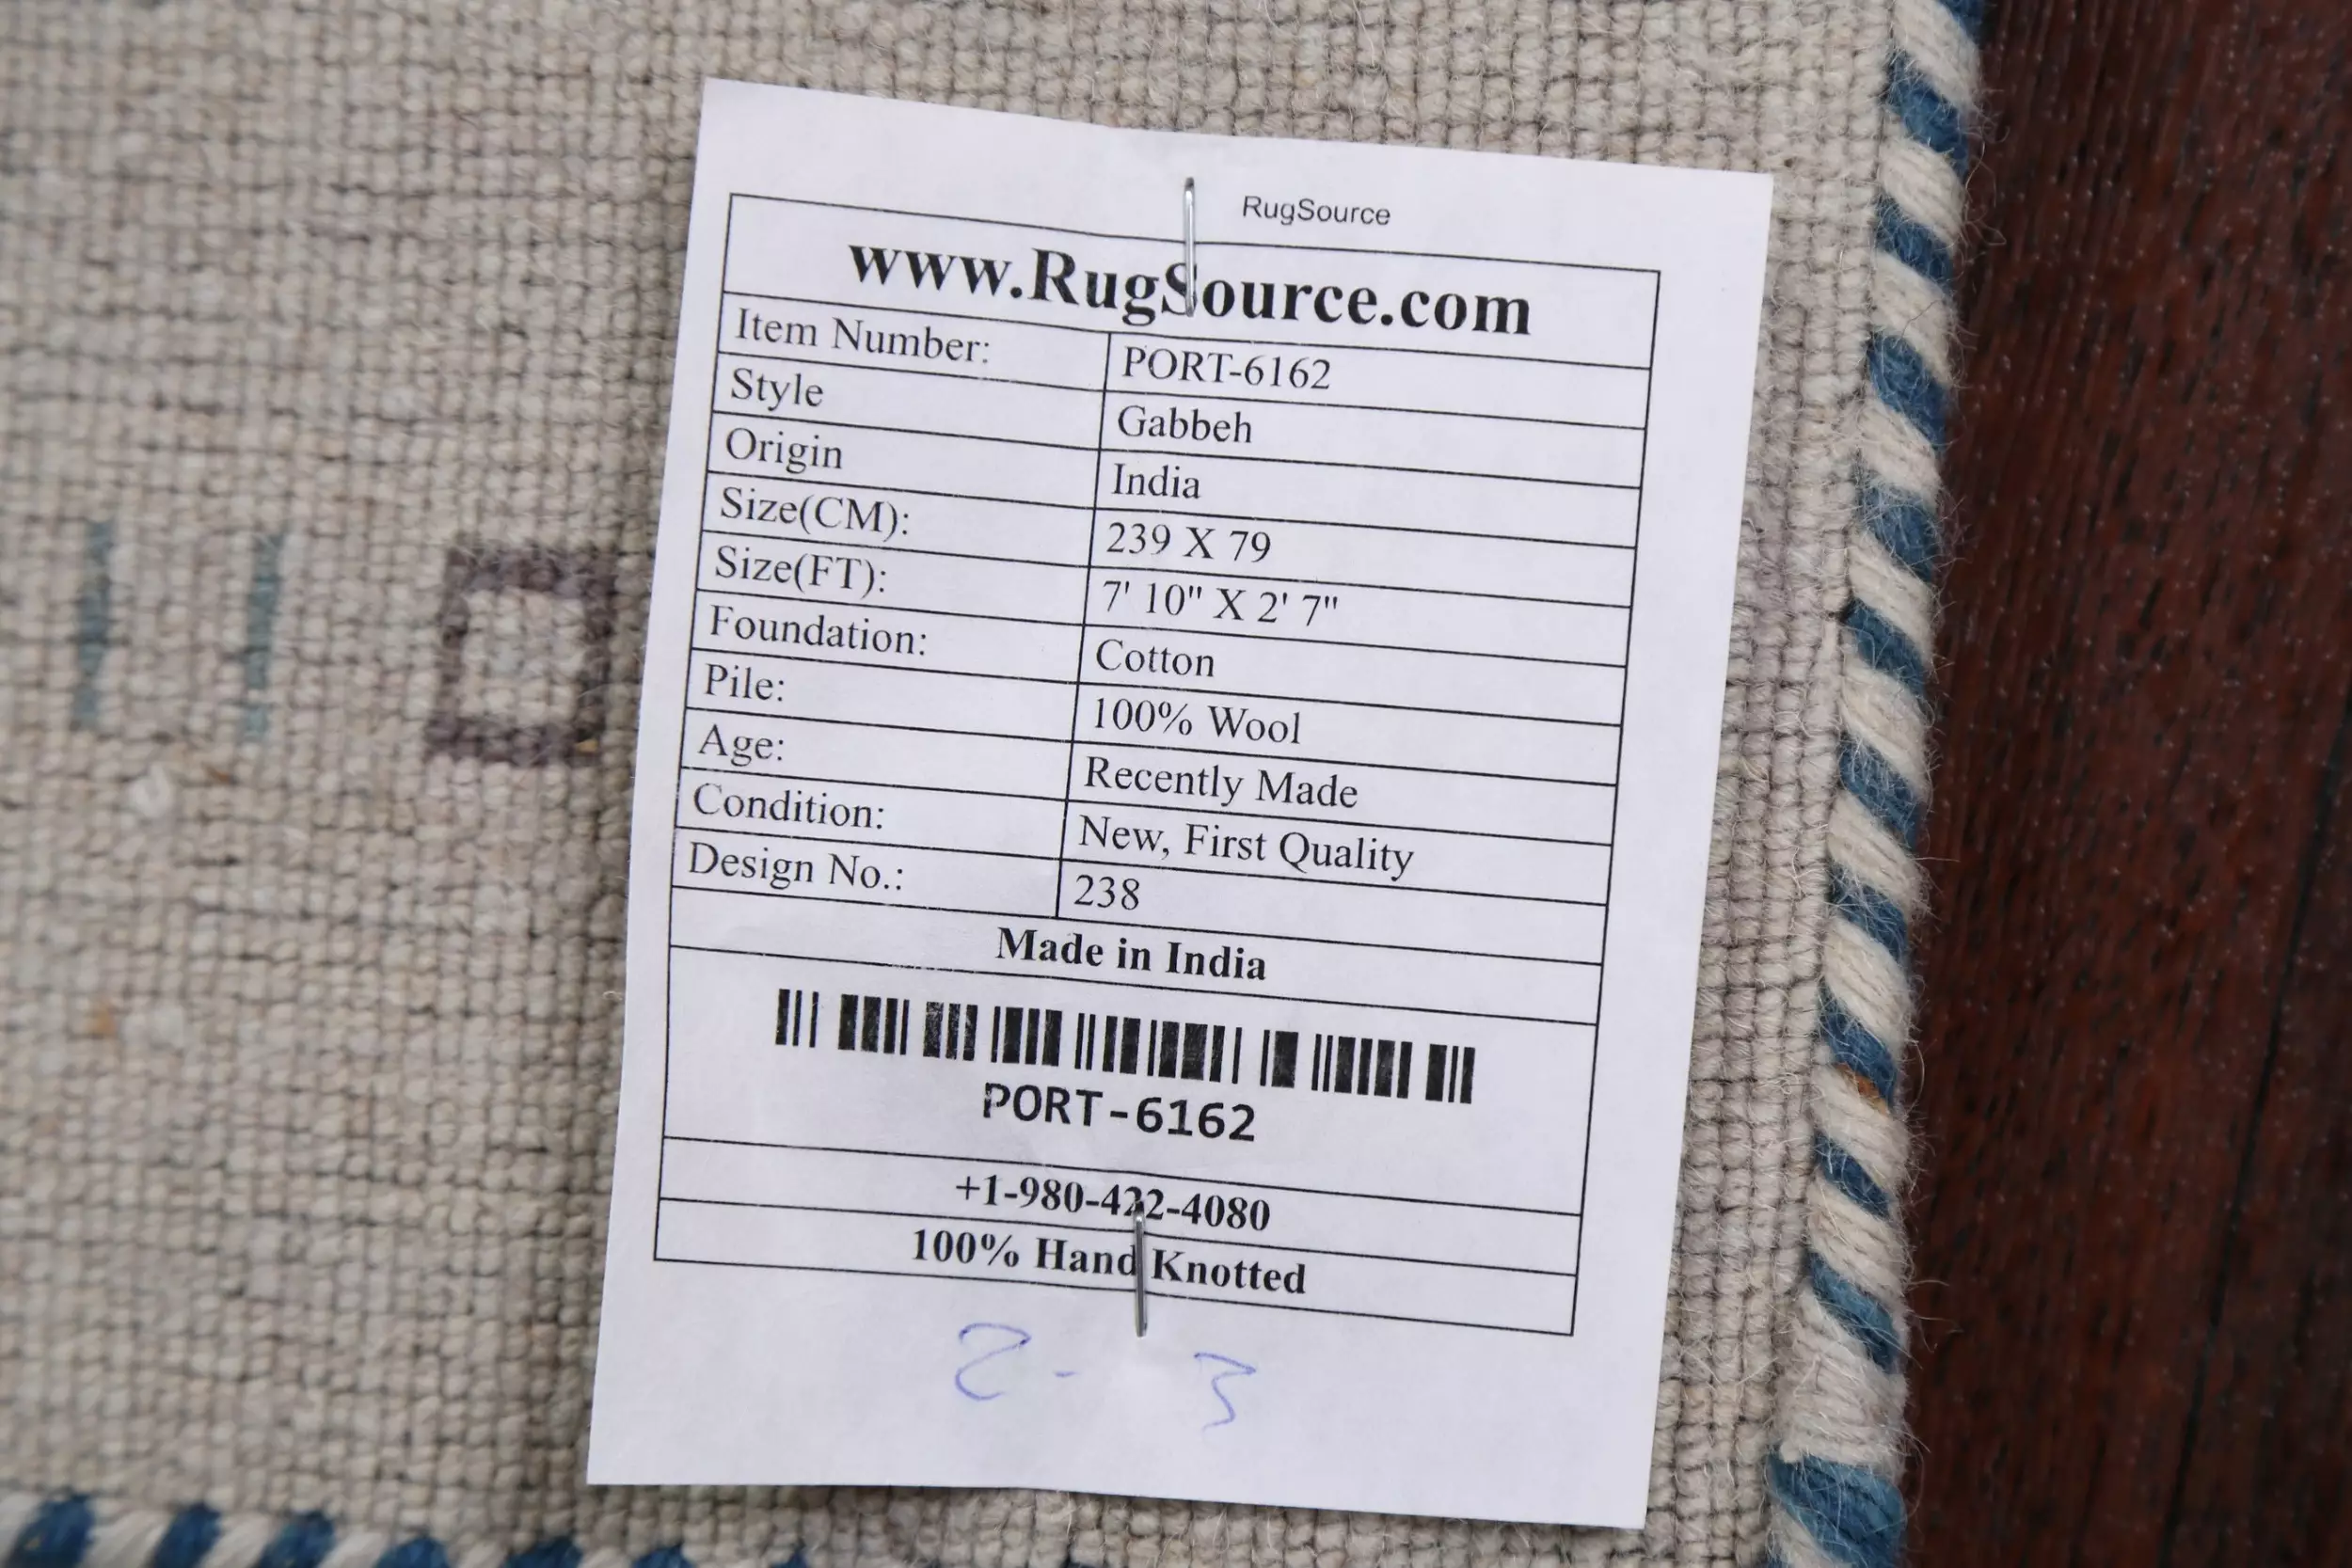 RugSource
www.RugSource.com
Item Number: PORT-6162
Style Gabbeh
Origin India
Size(CM): 239 X 79
Size(FT): 7' 10" X 2' 7"
Foundation: Cotton
Pile: 100% Wool
Age: Recently Made
Condition: New, First Quality
Design No.: 238
Made in India
PORT-6162
+1-980-422-4080
100% Hand Knotted
2 - 3